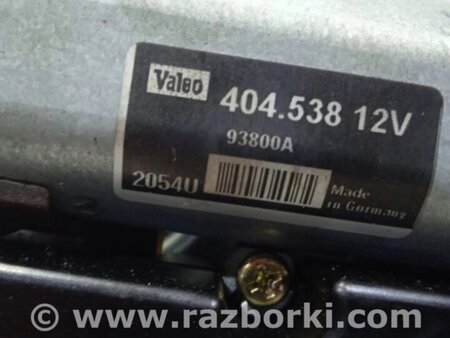 Valeo 404.538 12V
93800A
2054U Made
in Germany
© www.razborki.com